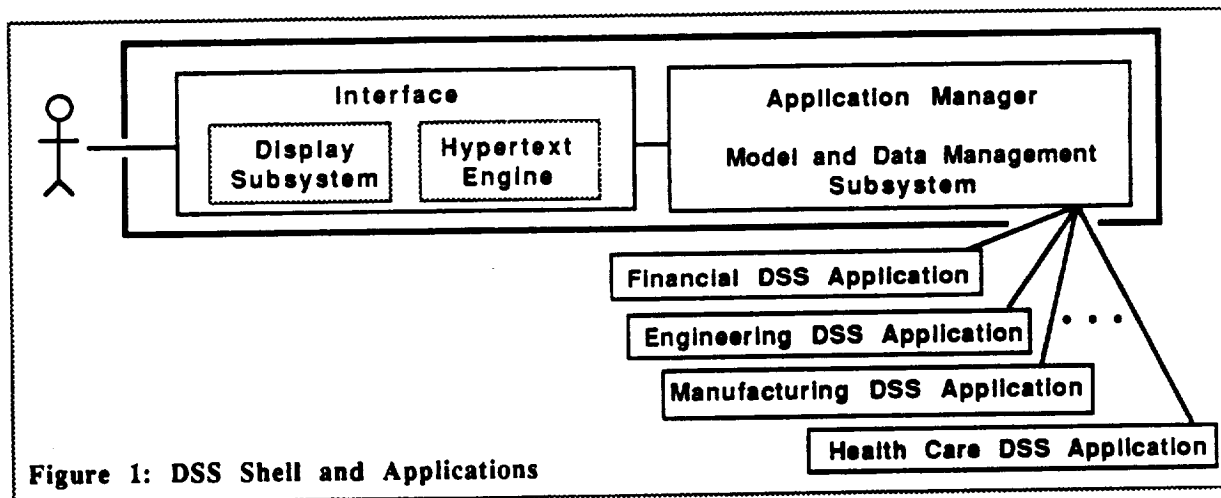 Interface
Display
Subsystem
Hypertext
Engine
Application Manager
Model and Data Management
Subsystem
Financial DSS Application
Engineering DSS Application
• • •
Manufacturing DSS Application
Health Care DSS Application
Figure 1: DSS Shell and Applications